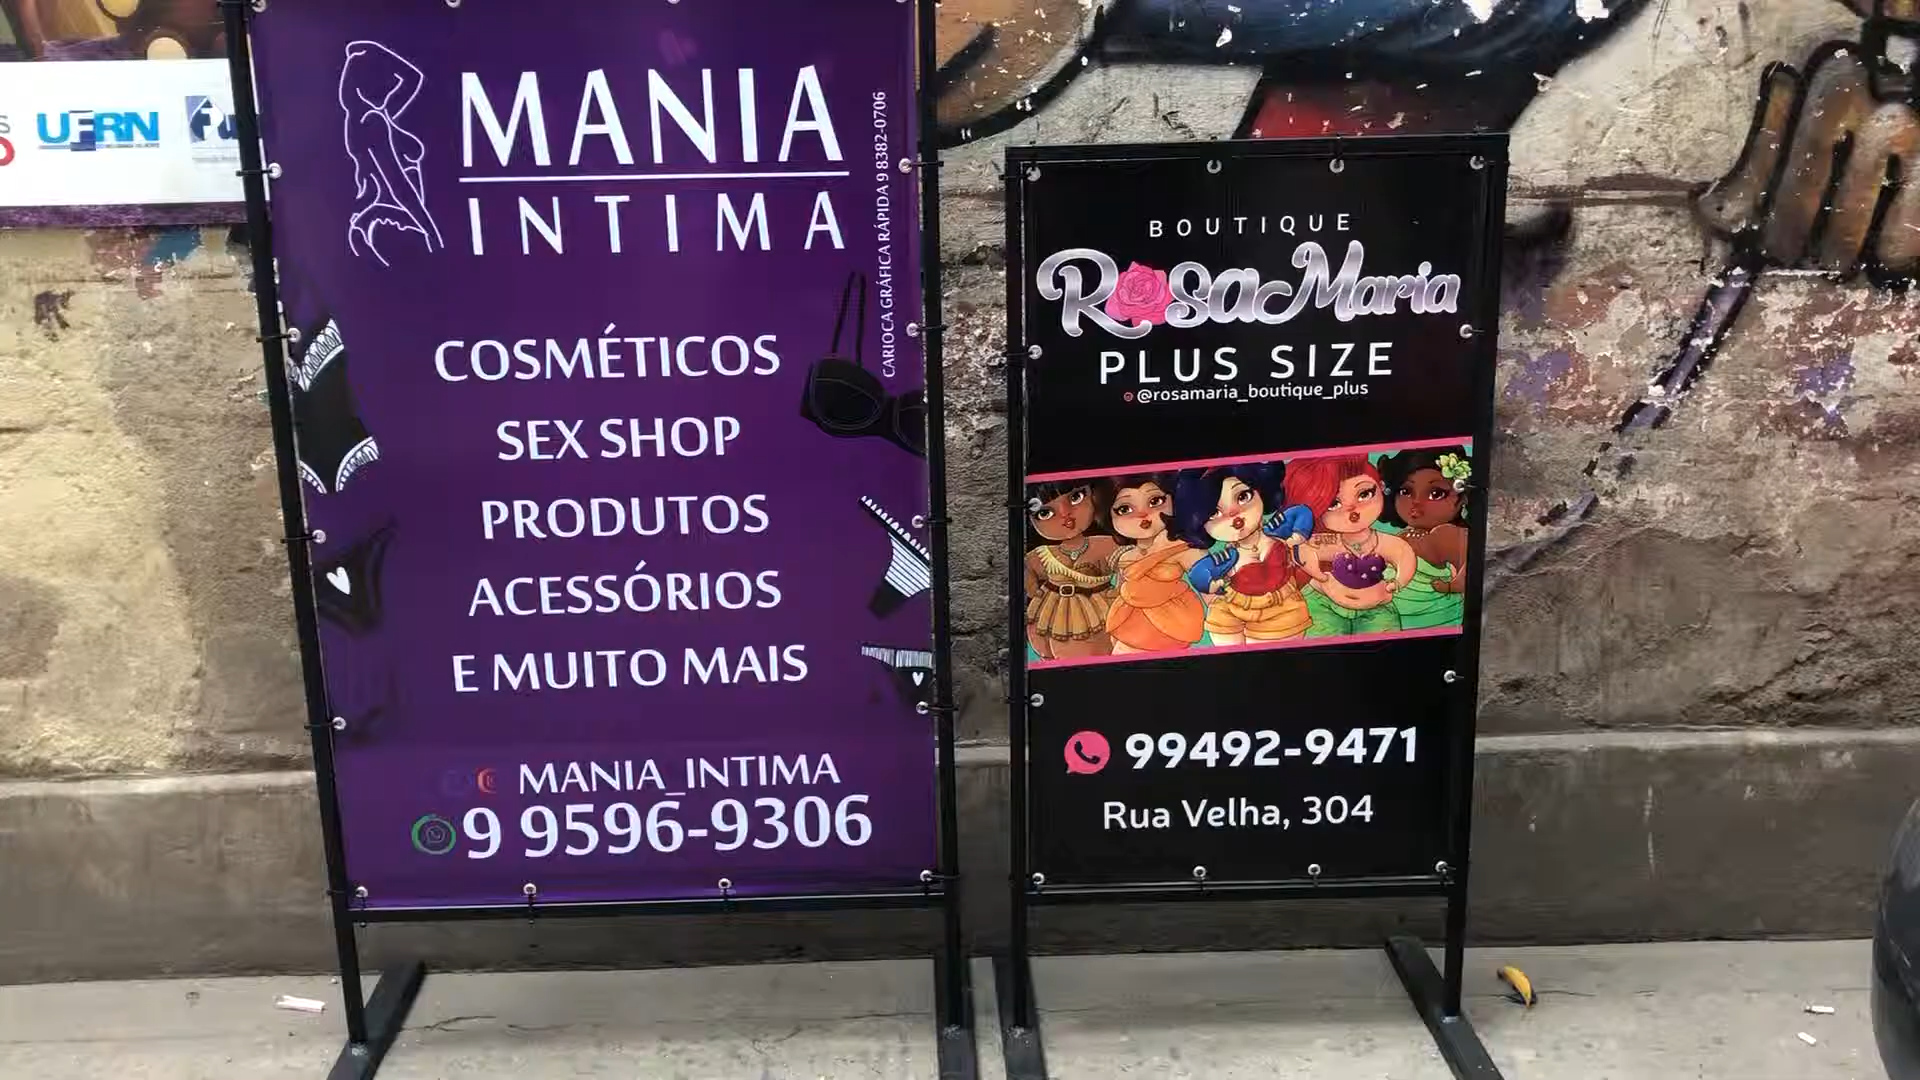 UFRN
MANIA
INTIMA
CARIOCA GRÁFICA RÁPIDA 9 8382-0706
COSMÉTICOS
SEX SHOP
PRODUTOS
ACESSÓRIOS
E MUITO MAIS
MANIA_INTIMA
9 9596-9306
BOUTIQUE
RosaMaria
PLUS SIZE
@rosamaria_boutique_plus
99492-9471
Rua Velha, 304